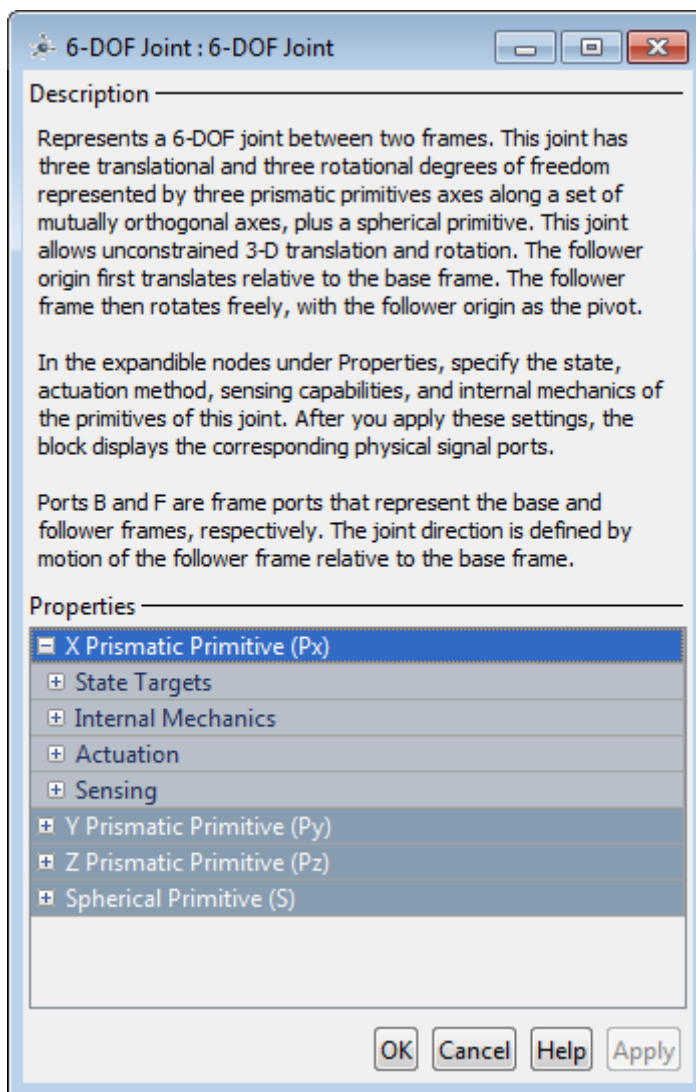 6-DOF Joint : 6-DOF Joint
Description
Represents a 6-DOF joint between two frames. This joint has
three translational and three rotational degrees of freedom
represented by three prismatic primitives axes along a set of
mutually orthogonal axes, plus a spherical primitive. This joint
allows unconstrained 3-D translation and rotation. The follower
origin first translates relative to the base frame. The follower
frame then rotates freely, with the follower origin as the pivot.
In the expandible nodes under Properties, specify the state,
actuation method, sensing capabilities, and internal mechanics of
the primitives of this joint. After you apply these settings, the
block displays the corresponding physical signal ports.
Ports B and F are frame ports that represent the base and
follower frames, respectively. The joint direction is defined by
motion of the follower frame relative to the base frame.
Properties
X Prismatic Primitive (Px)
State Targets
Internal Mechanics
Actuation
Sensing
Y Prismatic Primitive (Py)
Z Prismatic Primitive (Pz)
Spherical Primitive (S)
OK Cancel Help Apply